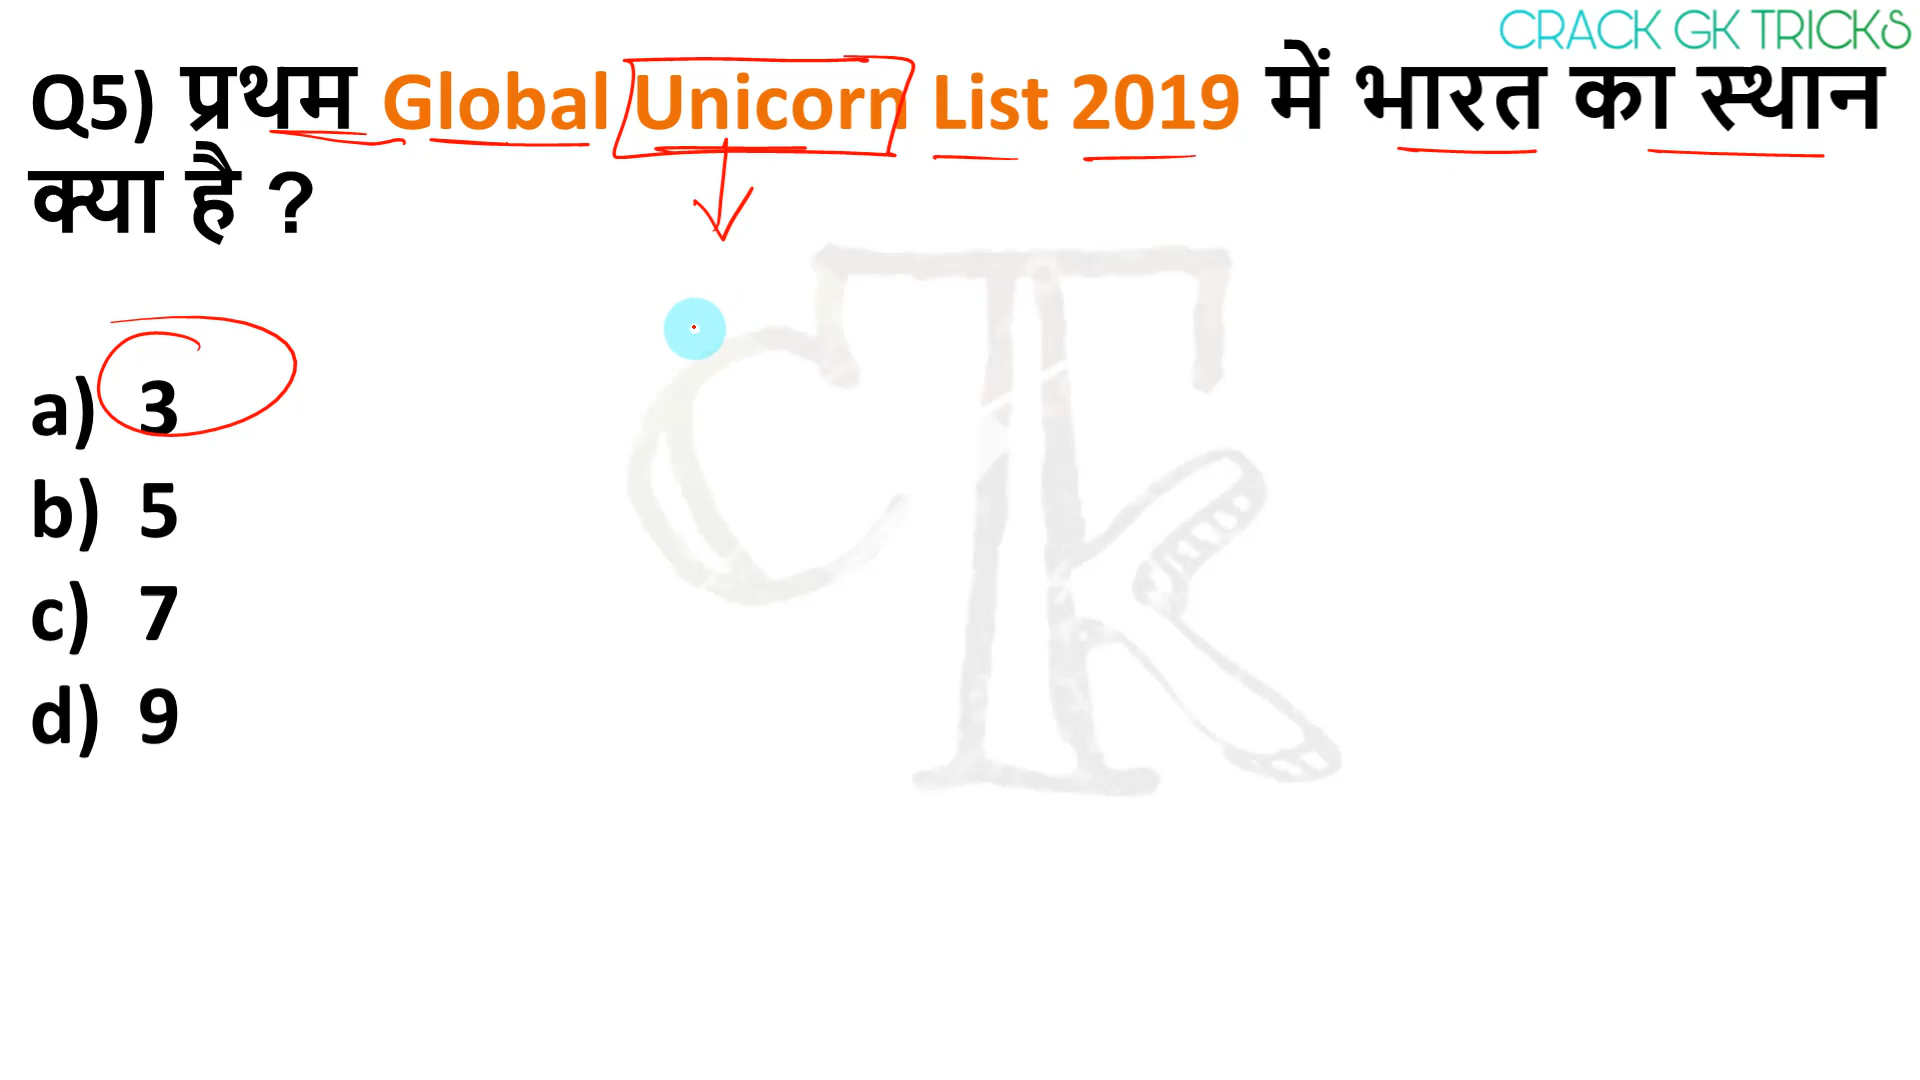 CRACK GK TRICKS
Q5) प्रथम Global Unicorn List 2019 में भारत का स्थान
क्या है ?
a) 3
b) 5
c) 7
d) 9